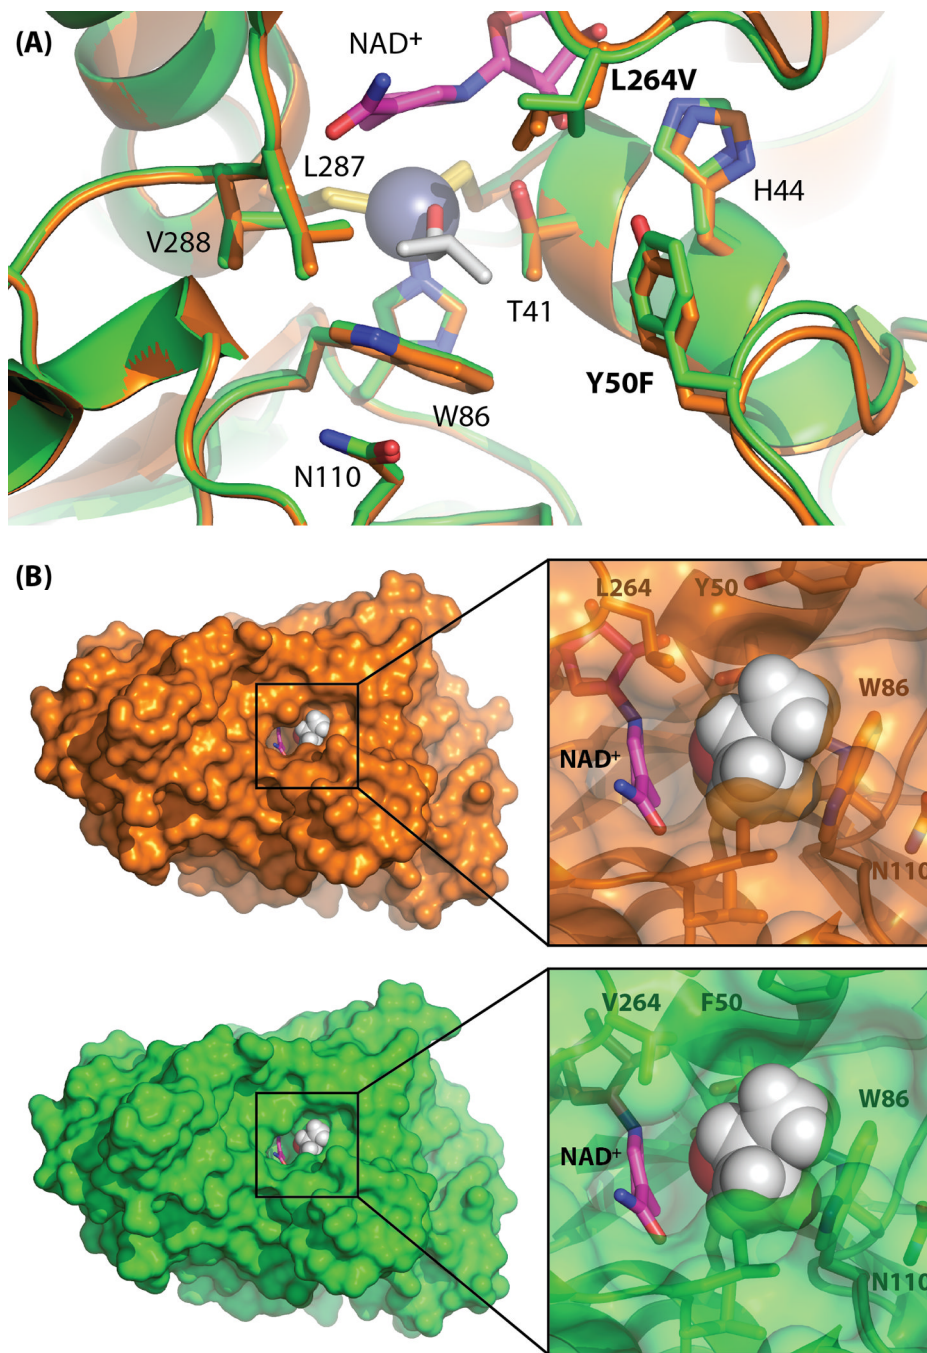 (A)
NAD+
L264V
L287
H44
V288
T41
Y50F
W86
N110
(B)
L264 Y50
W86
NAD+
N110
V264 F50
W86
NAD+
N110